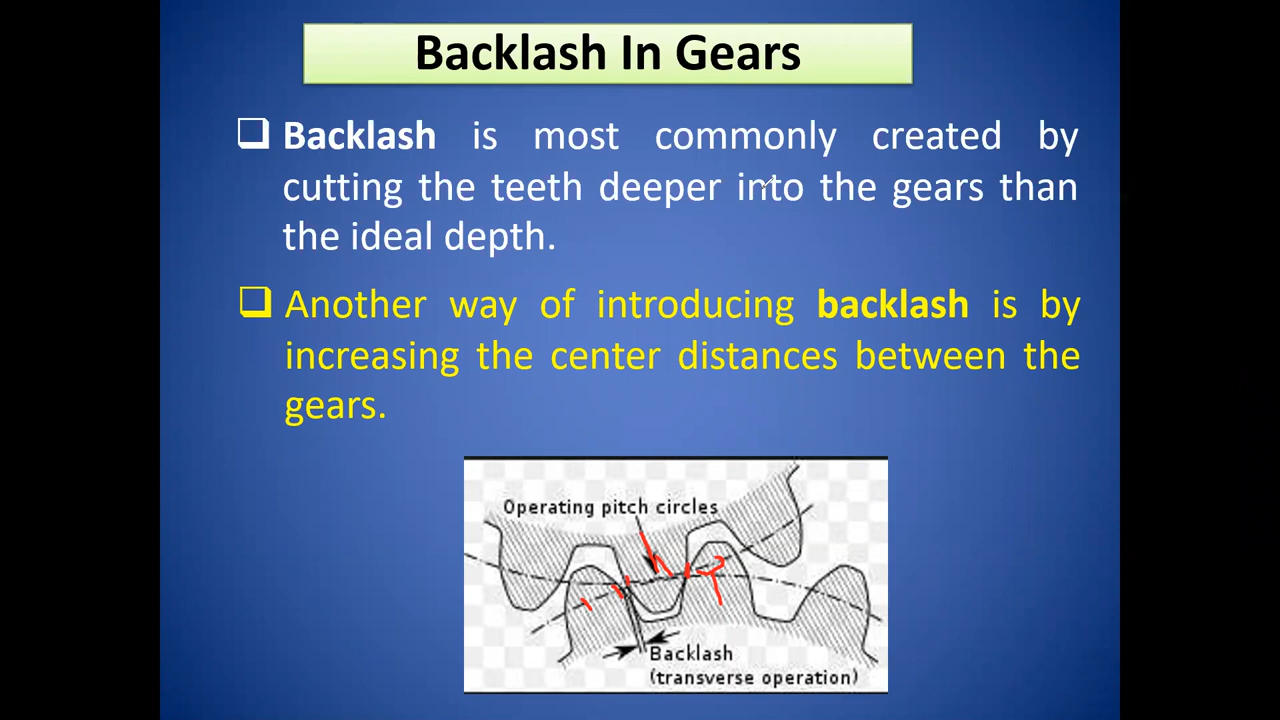 Backlash In Gears
Backlash is most commonly created by
cutting the teeth deeper into the gears than
the ideal depth.
Another way of introducing backlash is by
increasing the center distances between the
gears.
Operating pitch circles
Backlash
(transverse operation)